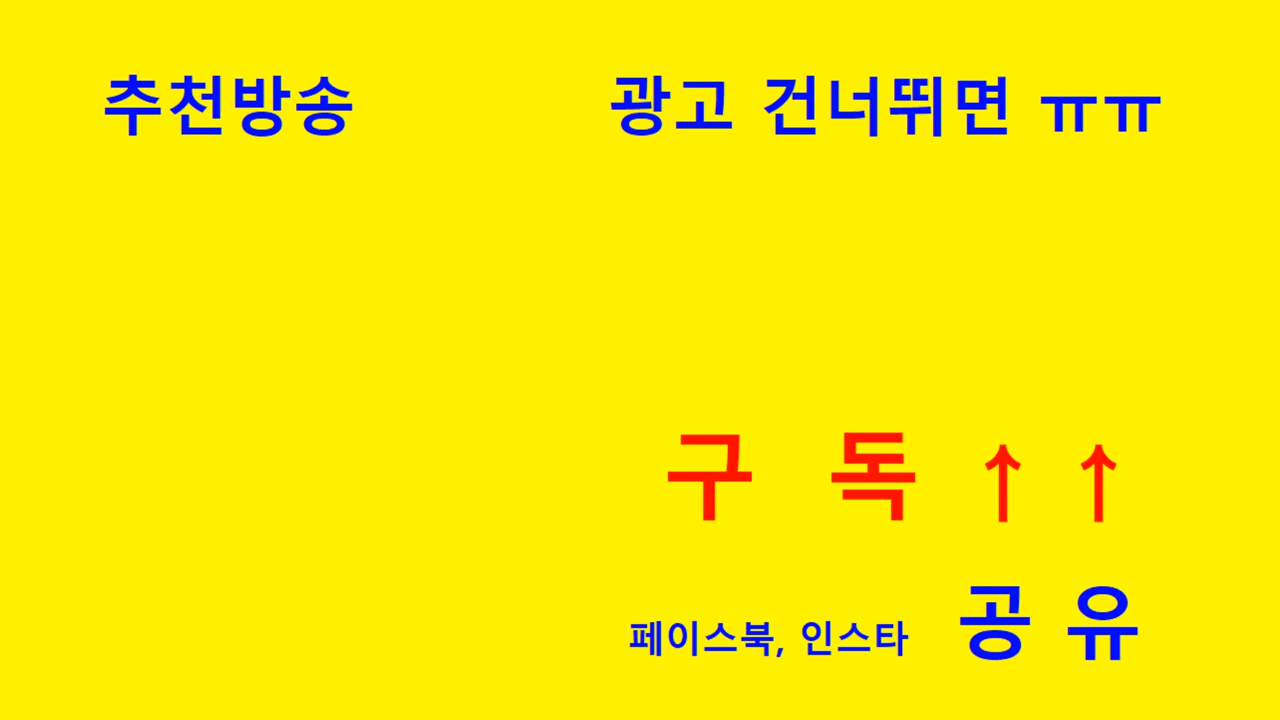 추천방송
광고 건너뛰면 ㅠㅠ
구 독 ↑ ↑
페이스북, 인스타 공 유